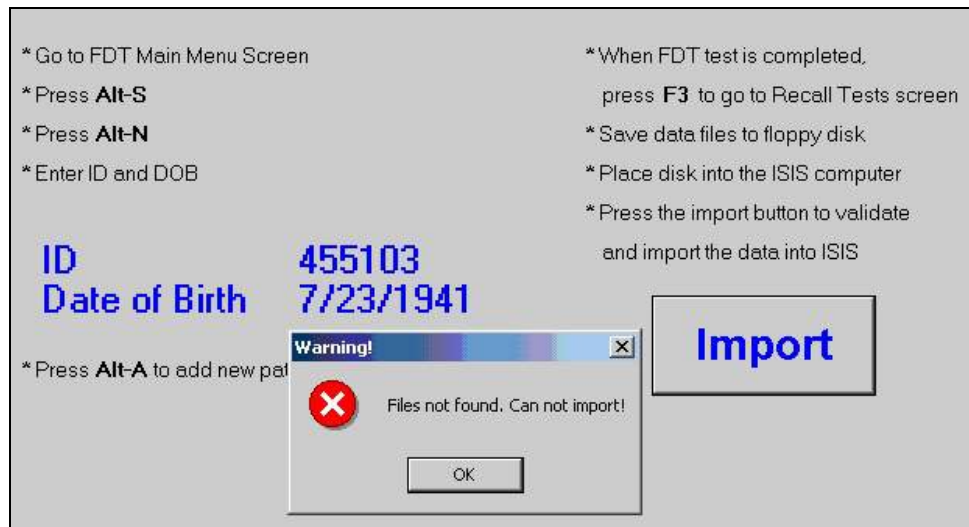 * Go to FDT Main Menu Screen
* Press Alt-S
* Press Alt-N
* Enter ID and DOB
ID 455103
Date of Birth 7/23/1941
* Press Alt-A to add new pat
* When FDT test is completed,
press F3 to go to Recall Tests screen
* Save data files to floppy disk
* Place disk into the ISIS computer
* Press the import button to validate
and import the data into ISIS
Import
Warning!
Files not found. Can not import!
OK